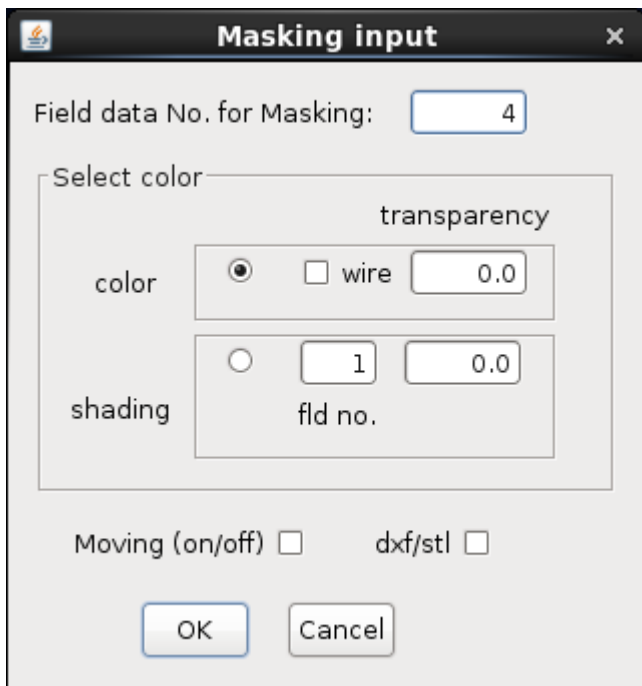 Masking input
Field data No. for Masking: 4
Select color
transparency
color wire 0.0
1 0.0
shading fld no.
Moving (on/off) dxf/stl
OK Cancel